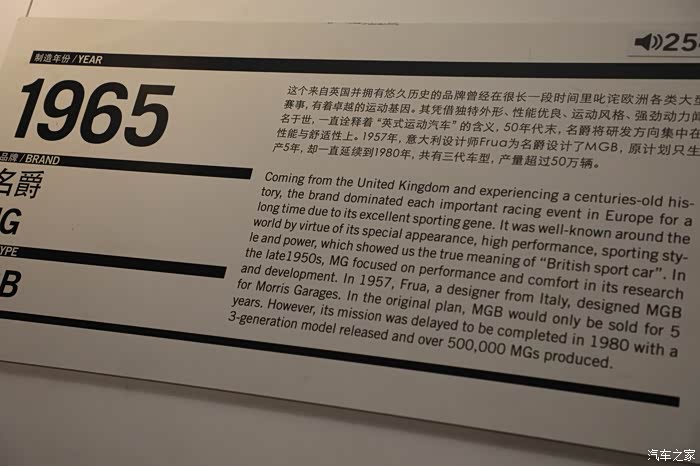 25
制造年份/YEAR
1965
品牌/BRAND
名爵
这个来自英国并拥有悠久历史的品牌曾经在很长一段时间里叱诧欧洲各类大
赛事，有着卓越的运动基因。其凭借独特外形、性能优良、运动风格、强劲动力
名于世，一直诠释着“英式运动汽车”的含义，50年代末，名爵将研发方向集中在
性能与舒适性上。1957年，意大利设计师Frua为名爵设计了MGB，原计划只生
产5年，却一直延续到1980年，共有三代车型，产量超过50万辆。
Coming from the United Kingdom and experiencing a centuries-old his-
tory, the brand dominated each important racing event in Europe for a
long time due to its excellent sporting gene. It was well-known around the
world by virtue of its special appearance, high performance, sporting sty-
le and power, which showed us the true meaning of “British sport car”. In
the late1950s, MG focused on performance and comfort in its research
and development. In 1957, Frua, a designer from Italy, designed MGB
for Morris Garages. In the original plan, MGB would only be sold for 5
years. However, its mission was delayed to be completed in 1980 with a
3-generation model released and over 500,000 MGs produced.
汽车之家